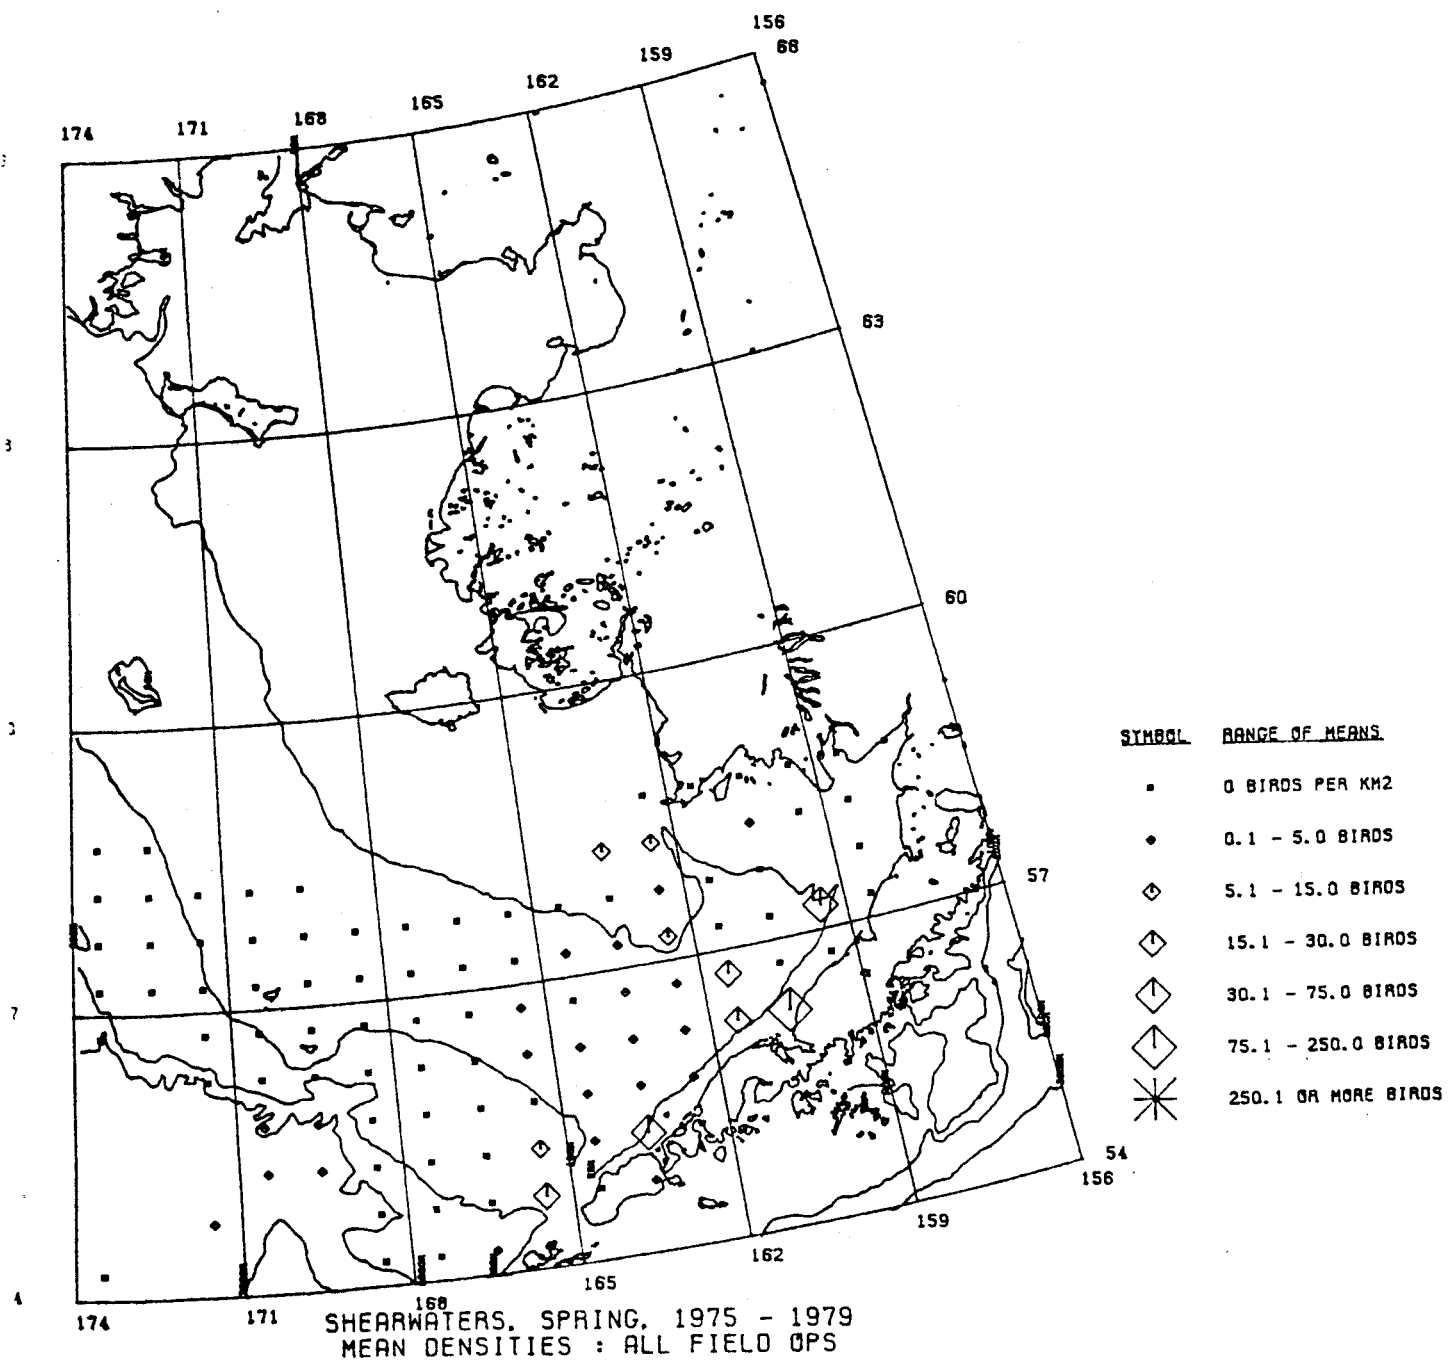 156
68
159
162
165
168
171
174
63
60
57
54
156
159
162
165
168
171
174
SYMBOL RANGE OF MEANS
0 BIRDS PER KM2
0.1 - 5.0 BIRDS
5.1 - 15.0 BIRDS
15.1 - 30.0 BIRDS
30.1 - 75.0 BIRDS
75.1 - 250.0 BIRDS
250.1 OR MORE BIRDS
SHEARWATERS, SPRING, 1975 - 1979
MEAN DENSITIES : ALL FIELD OPS